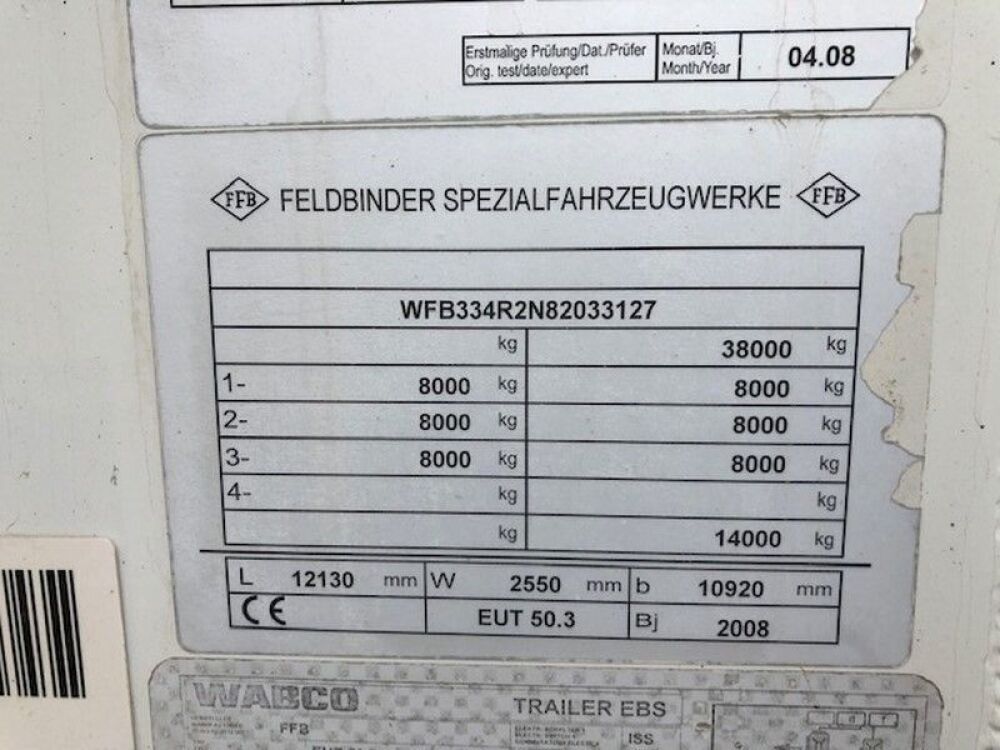 Erstmalige Prüfung/Dat./Prüfer Monat/Bj. 04.08
Orig. test/date/expert Month/Year
FFB FELDBINDER SPEZIALFAHRZEUGWERKE FFB
WFB334R2N82033127
kg 38000 kg
1- 8000 kg 8000 kg
2- 8000 kg 8000 kg
3- 8000 kg 8000 kg
4- kg kg
kg 14000 kg
L 12130 mm W 2550 mm b 10920 mm
CE EUT 50.3 Bj 2008
WABCO TRAILER EBS
FFB ISS